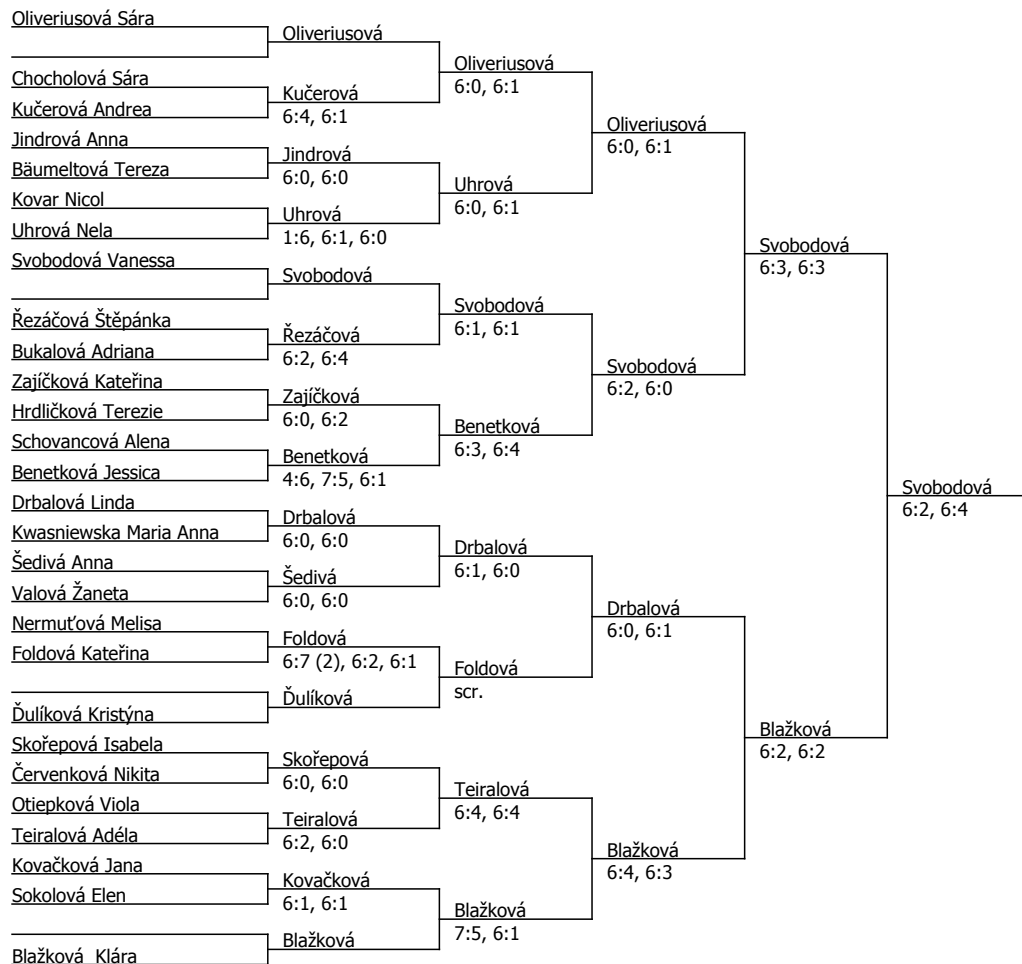 Oliveriusová Sára
Chocholová Sára
Kučerová Andrea
Jindrová Anna
Bäumeltová Tereza
Kovar Nicol
Uhrová Nela
Svobodová Vanessa
Řezáčová Štěpánka
Bukalová Adriana
Zajíčková Kateřina
Hrdličková Terezie
Schovancová Alena
Benetková Jessica
Drbalová Linda
Kwasniewska Maria Anna
Šedivá Anna
Valová Žaneta
Nermuťová Melisa
Foldová Kateřina
Ďulíková Kristýna
Skořepová Isabela
Červenková Nikita
Otiepková Viola
Teiralová Adéla
Kovačková Jana
Sokolová Elen
Blažková Klára
Oliveriusová
Kučerová
6:4, 6:1
Jindrová
6:0, 6:0
Uhrová
1:6, 6:1, 6:0
Svobodová
Řezáčová
6:2, 6:4
Zajíčková
6:0, 6:2
Benetková
4:6, 7:5, 6:1
Drbalová
6:0, 6:0
Šedivá
6:0, 6:0
Foldová
6:7 (2), 6:2, 6:1
Ďulíková
Skořepová
6:0, 6:0
Teiralová
6:2, 6:0
Kovačková
6:1, 6:1
Blažková
Oliveriusová
6:0, 6:1
Uhrová
6:0, 6:1
Svobodová
6:1, 6:1
Benetková
6:3, 6:4
Drbalová
6:1, 6:0
Foldová
scr.
Teiralová
6:4, 6:4
Blažková
7:5, 6:1
Oliveriusová
6:0, 6:1
Svobodová
6:2, 6:0
Drbalová
6:0, 6:1
Blažková
6:4, 6:3
Svobodová
6:3, 6:3
Blažková
6:2, 6:2
Svobodová
6:2, 6:4